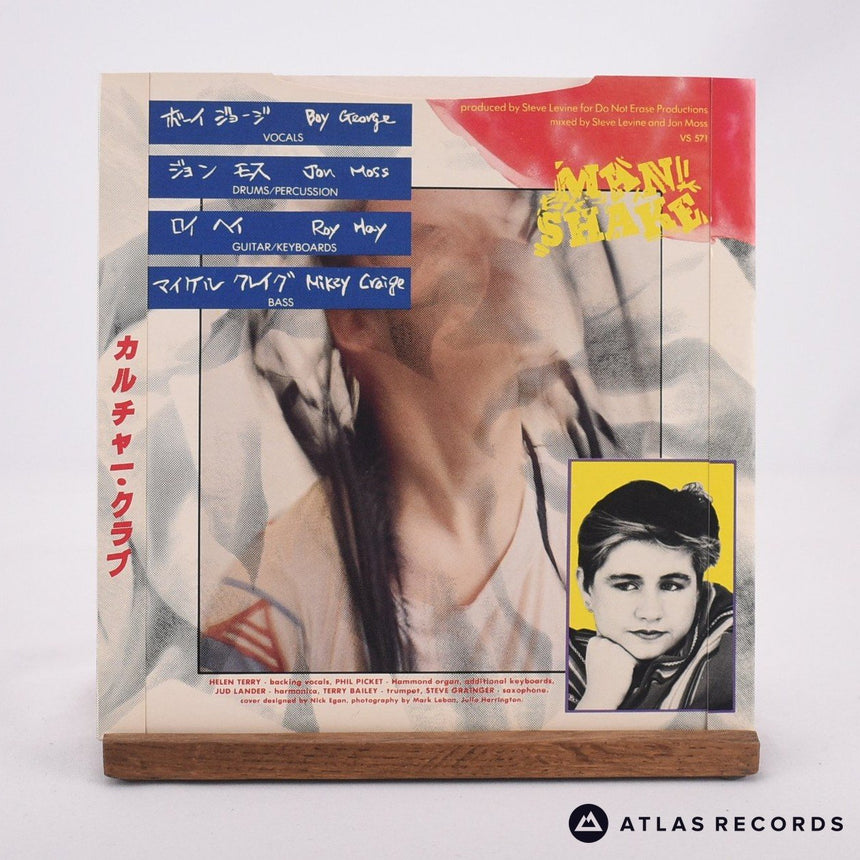 ボーイ ジョージ Boy George
VOCALS
ジョン モス Jon Moss
DRUMS/PERCUSSION
ロイ ヘイ Roy Hay
GUITAR/KEYBOARDS
マイケル クレイグ Mikey Craige
BASS
produced by Steve Levine for Do Not Erase Productions
mixed by Steve Levine and Jon Moss
VS 571
MAN
SHAKE
カルチャー・クラブ
HELEN TERRY - backing vocals, PHIL PICKET - Hammond organ, additional keyboards,
JUD LANDER - harmonica, TERRY BAILEY - trumpet, STEVE GRAINGER - saxophone.
cover designed by Nick Egan, photography by Mark Lebon, Julia Harrington.
ATLAS RECORDS